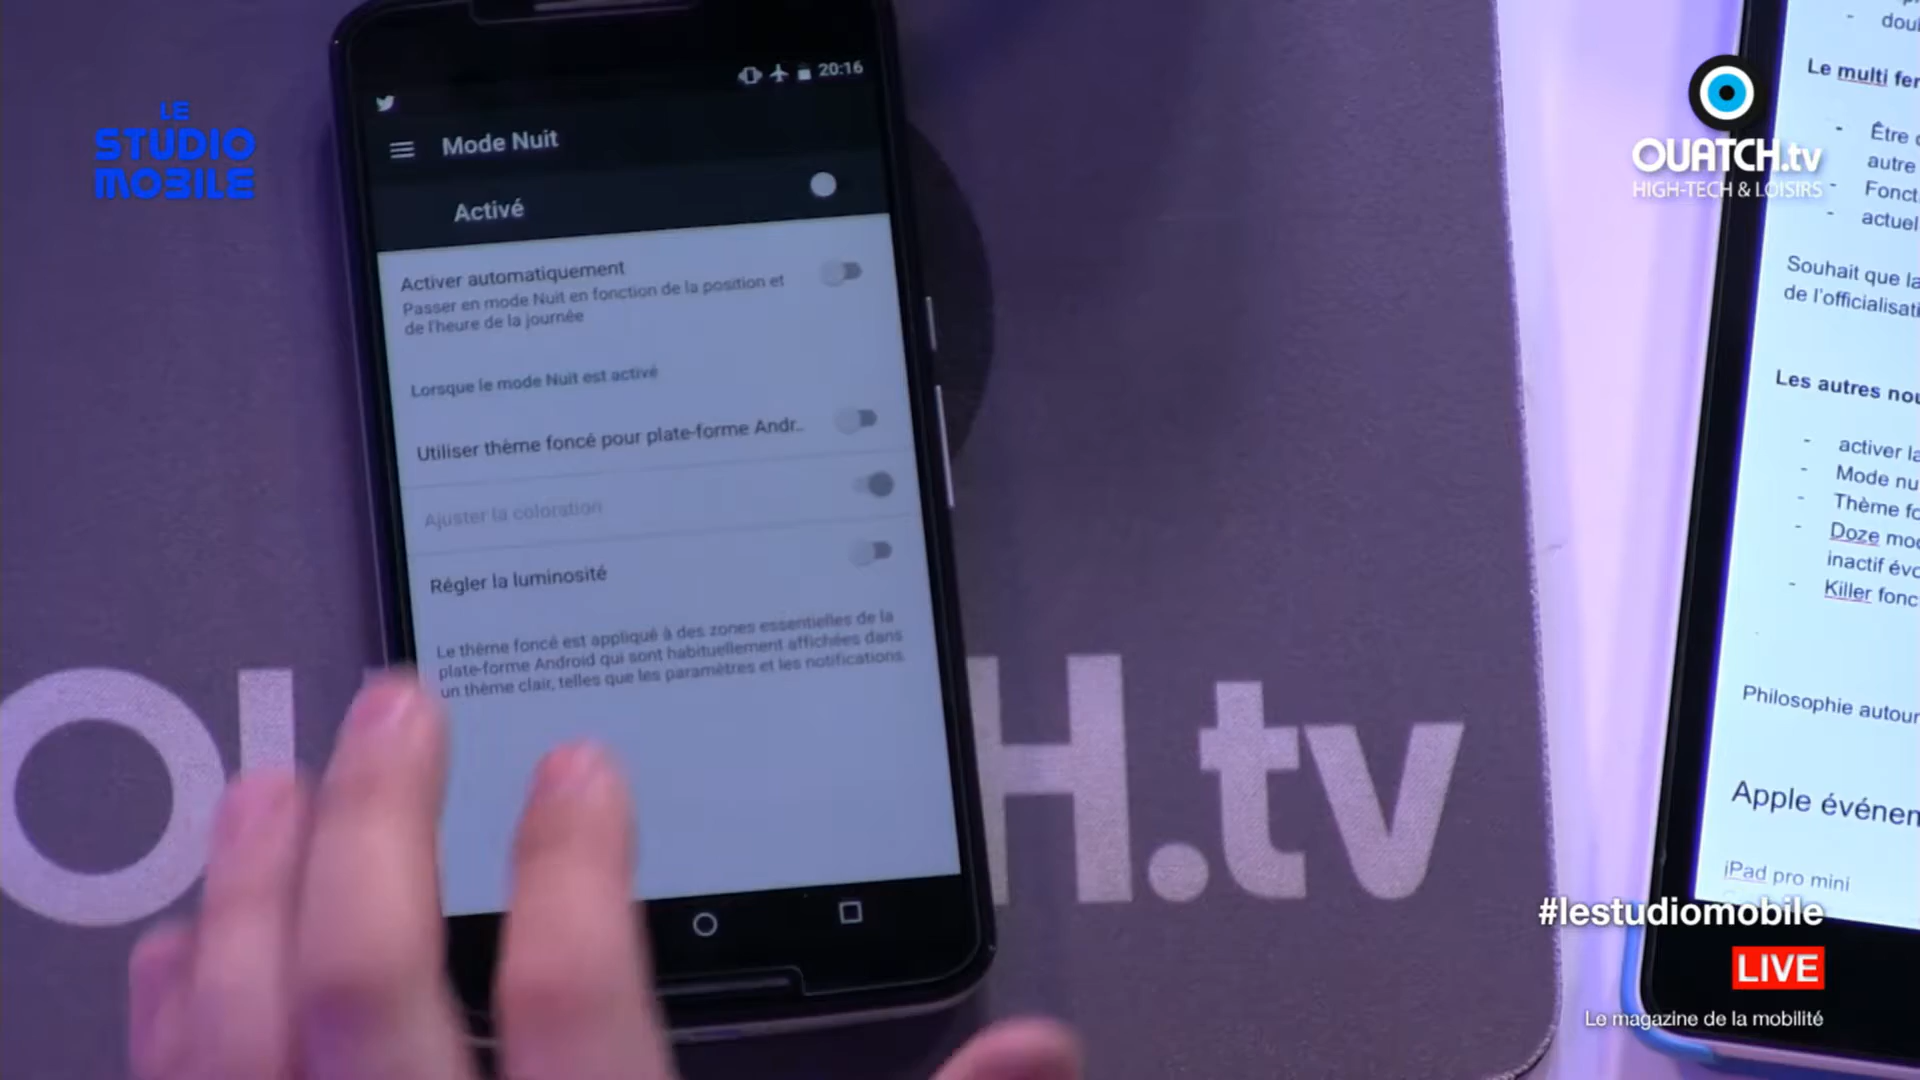 LE
STUDIO
MOBILE
20:16
Mode Nuit
Activé
Activer automatiquement
Passer en mode Nuit en fonction de la position et
de l'heure de la journée
Lorsque le mode Nuit est activé
Utiliser thème foncé pour plate-forme Andr..
Ajuster la coloration
Régler la luminosité
Le thème foncé est appliqué à des zones essentielles de la
plate-forme Android qui sont habituellement affichées dans
un thème clair, telles que les paramètres et les notifications
H.tv
OUATCH.tv
HIGH-TECH & LOISIRS
- doul
Le multi fer
- Être
autre
- Fonct
- actuel
Souhait que la
de l'officialisati
Les autres nou
- activer la
- Mode nu
- Thème fo
- Doze mod
inactif évo
- Killer fonc
Philosophie autour
Apple événem
iPad pro mini
#lestudiomobile
LIVE
Le magazine de la mobilité